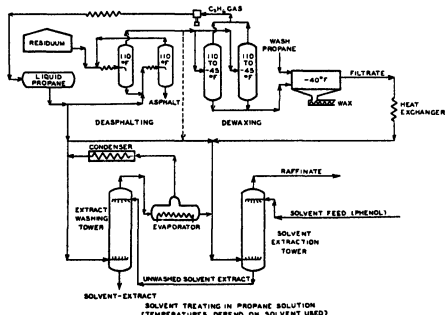 C₃H₈ GAS
RESIDUUM
LIQUID
PROPANE
110
°F
110
°F
ASPHALT
DEASPHALTING
110
TO
-45
°F
110
TO
-45
°F
DEWAXING
WASH
PROPANE
-40°F
FILTRATE
WAX
HEAT
EXCHANGER
CONDENSER
EXTRACT
WASHING
TOWER
EVAPORATOR
RAFFINATE
SOLVENT FEED (PHENOL)
SOLVENT
EXTRACTION
TOWER
UNWASHED SOLVENT EXTRACT
SOLVENT-EXTRACT
SOLVENT TREATING IN PROPANE SOLUTION
(TEMPERATURES DEPEND ON SOLVENT USED)